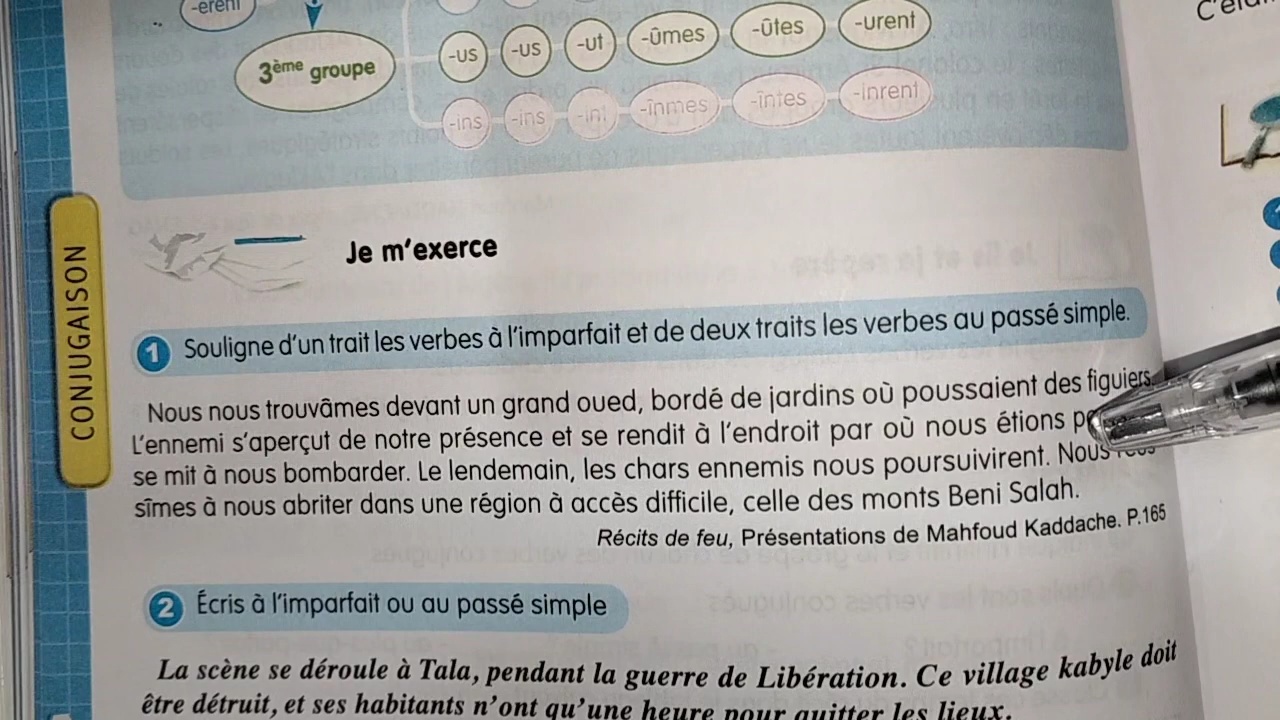 -èrent
3ème groupe
-us -us -ut -ûmes -ûtes -urent
-ins -ins -int -înmes -întes -inrent
CONJUGAISON
Je m'exerce
1 Souligne d'un trait les verbes à l'imparfait et de deux traits les verbes au passé simple.
Nous nous trouvâmes devant un grand oued, bordé de jardins où poussaient des figuiers.
L'ennemi s'aperçut de notre présence et se rendit à l'endroit par où nous étions
se mit à nous bombarder. Le lendemain, les chars ennemis nous poursuivirent. Nous
sîmes à nous abriter dans une région à accès difficile, celle des monts Beni Salah.
Récits de feu, Présentations de Mahfoud Kaddache. P.165
2 Écris à l'imparfait ou au passé simple
La scène se déroule à Tala, pendant la guerre de Libération. Ce village kabyle doit
être détruit, et ses habitants n'ont qu'une heure pour quitter les lieux.